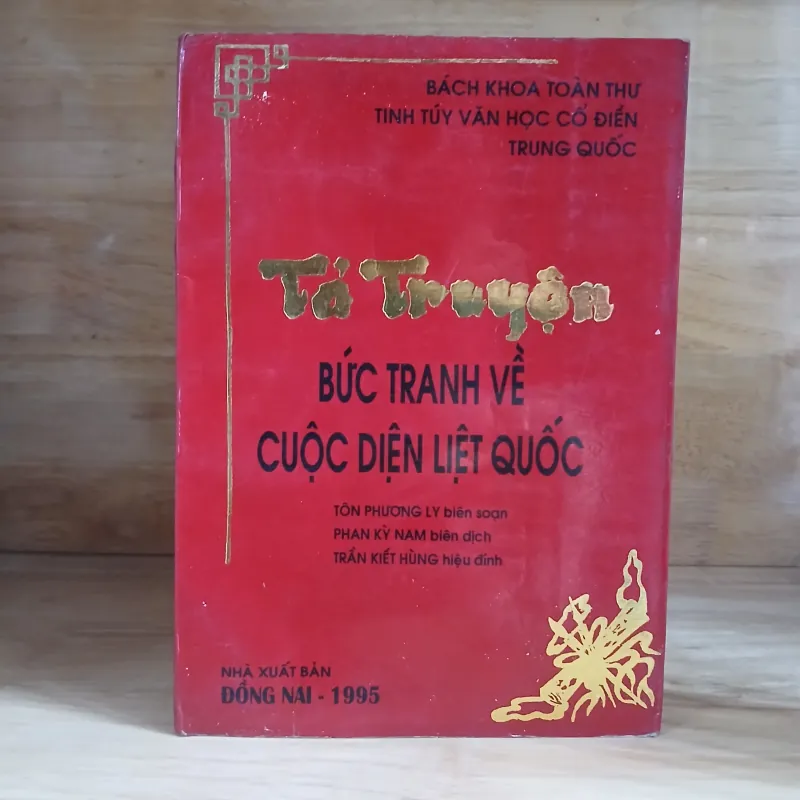 BÁCH KHOA TOÀN THƯ
TINH TÚY VĂN HỌC CỔ ĐIỂN
TRUNG QUỐC
Tả Truyện
BỨC TRANH VỀ
CUỘC DIỆN LIỆT QUỐC
TÔN PHƯƠNG LY biên soạn
PHAN KỲ NAM biên dịch
TRẦN KIẾT HÙNG hiệu đính
NHÀ XUẤT BẢN
ĐỒNG NAI - 1995